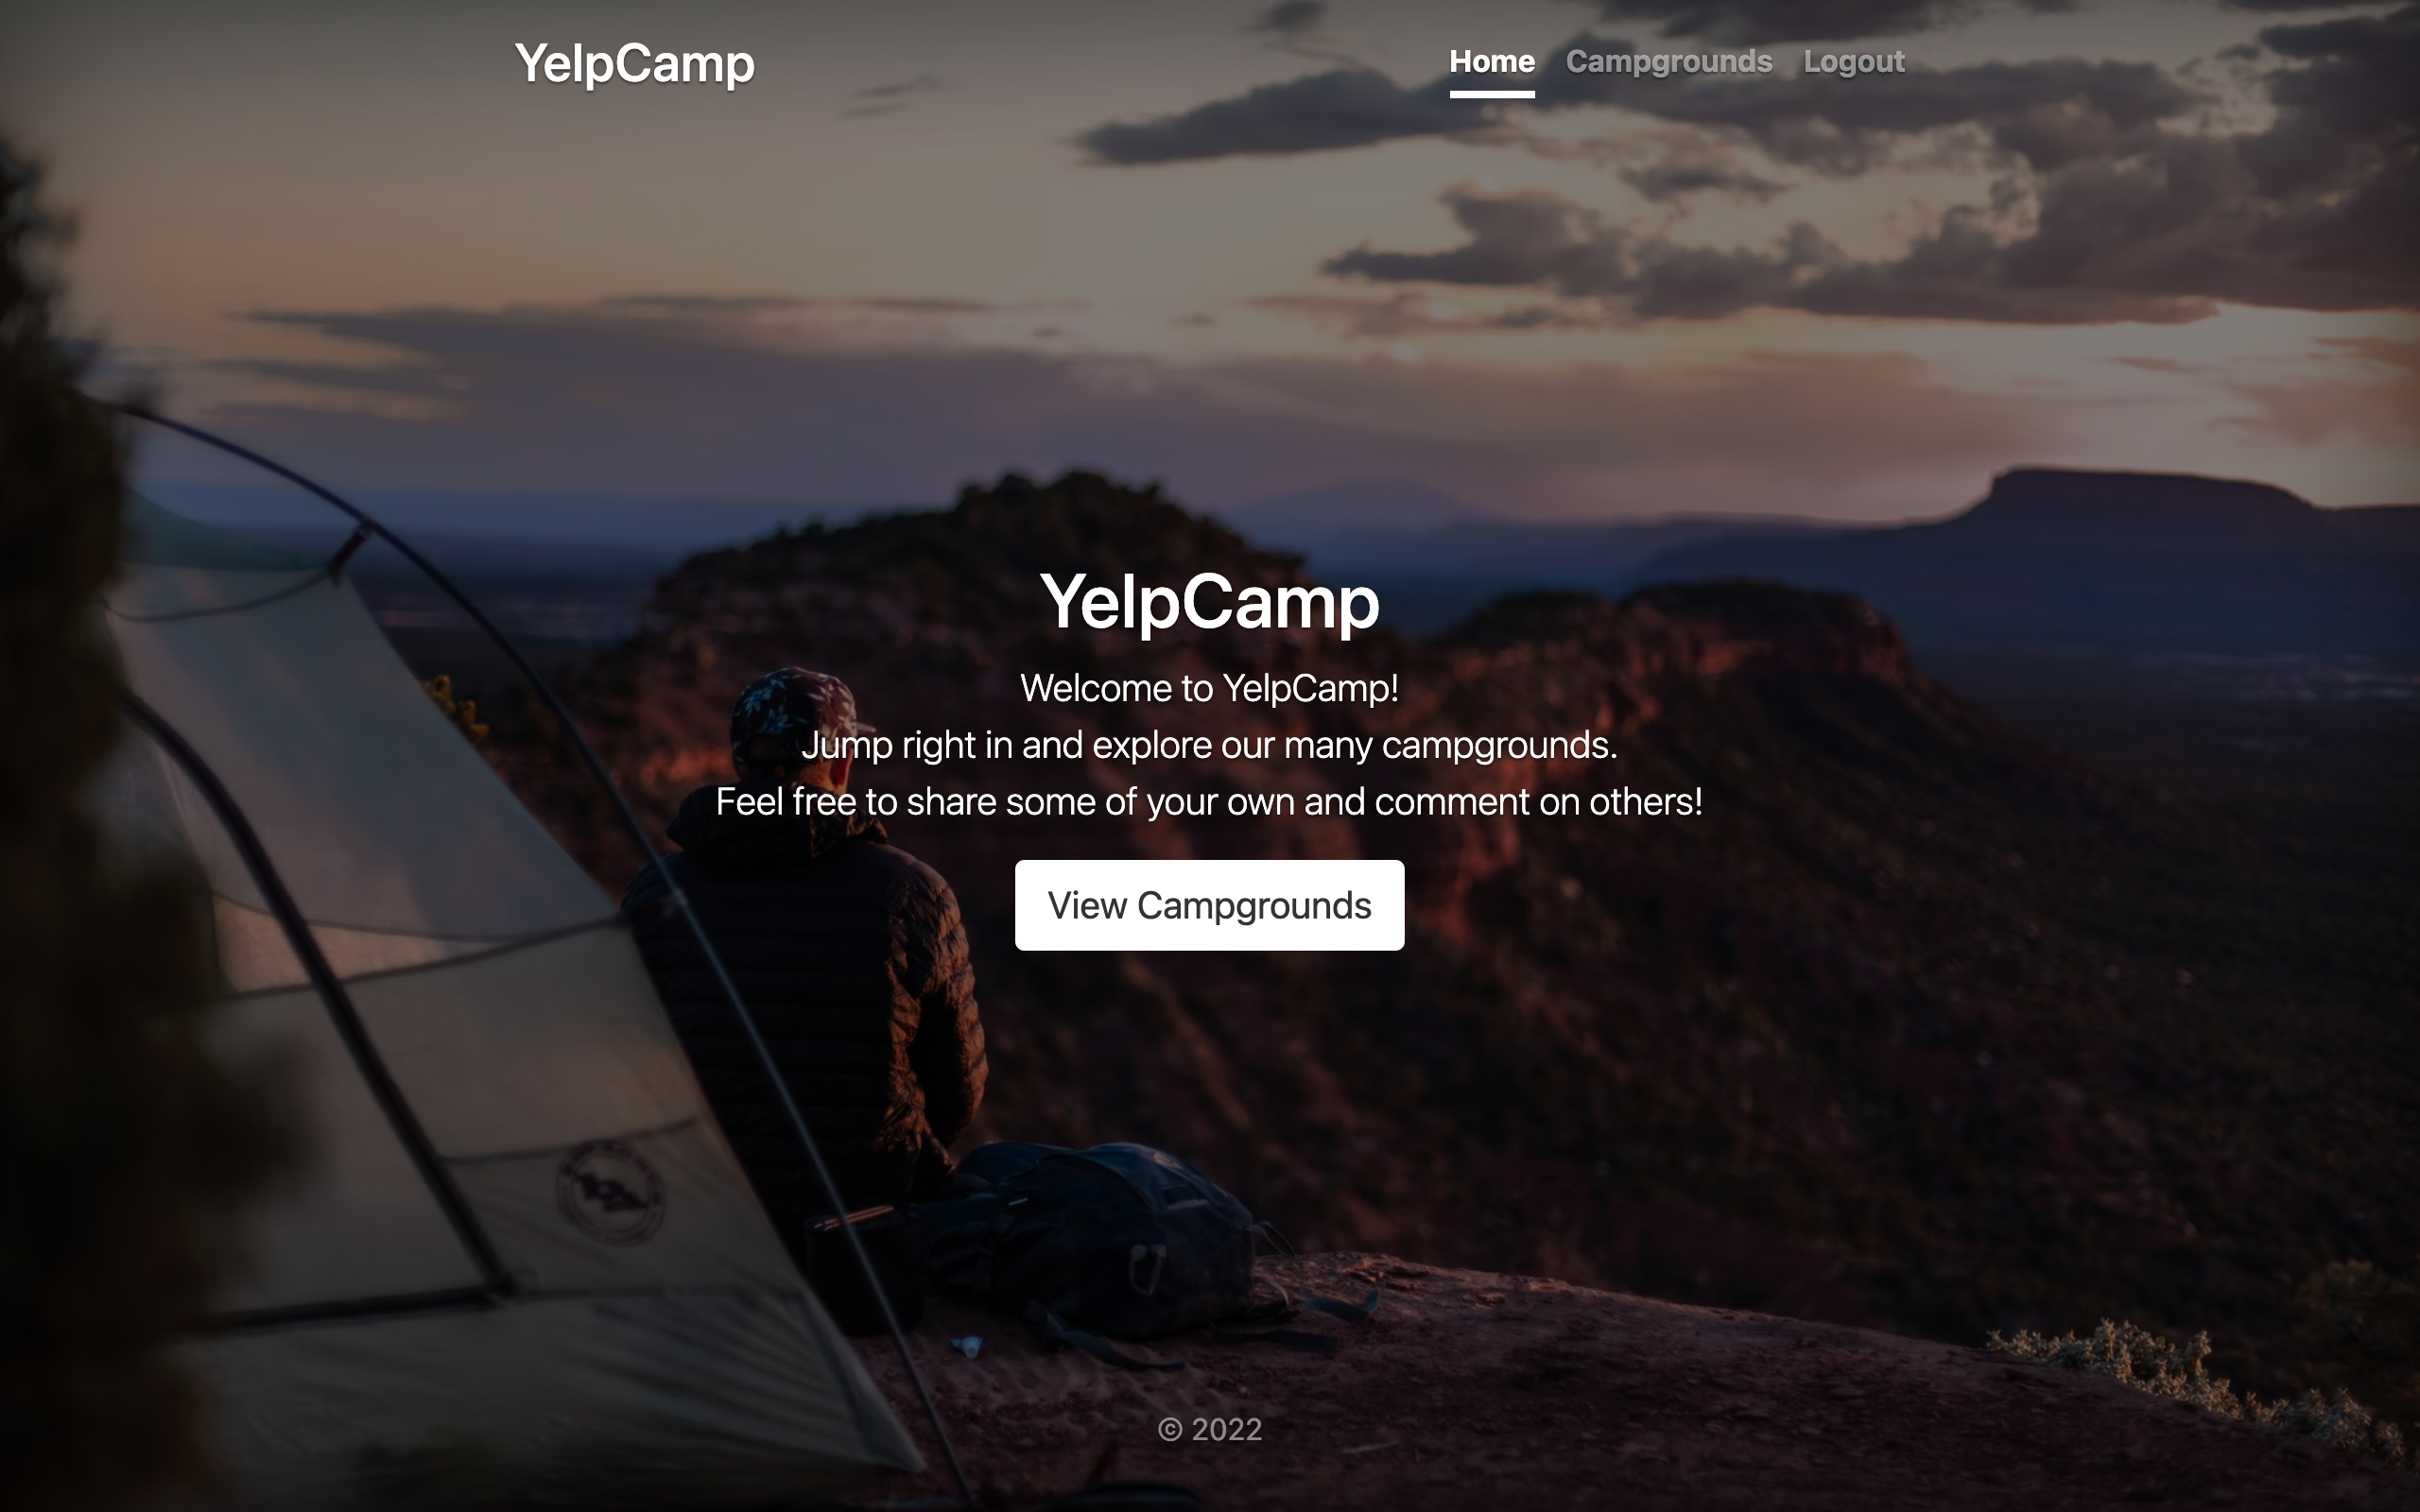 YelpCamp
Home Campgrounds Logout
YelpCamp
Welcome to YelpCamp!
Jump right in and explore our many campgrounds.
Feel free to share some of your own and comment on others!
View Campgrounds
© 2022